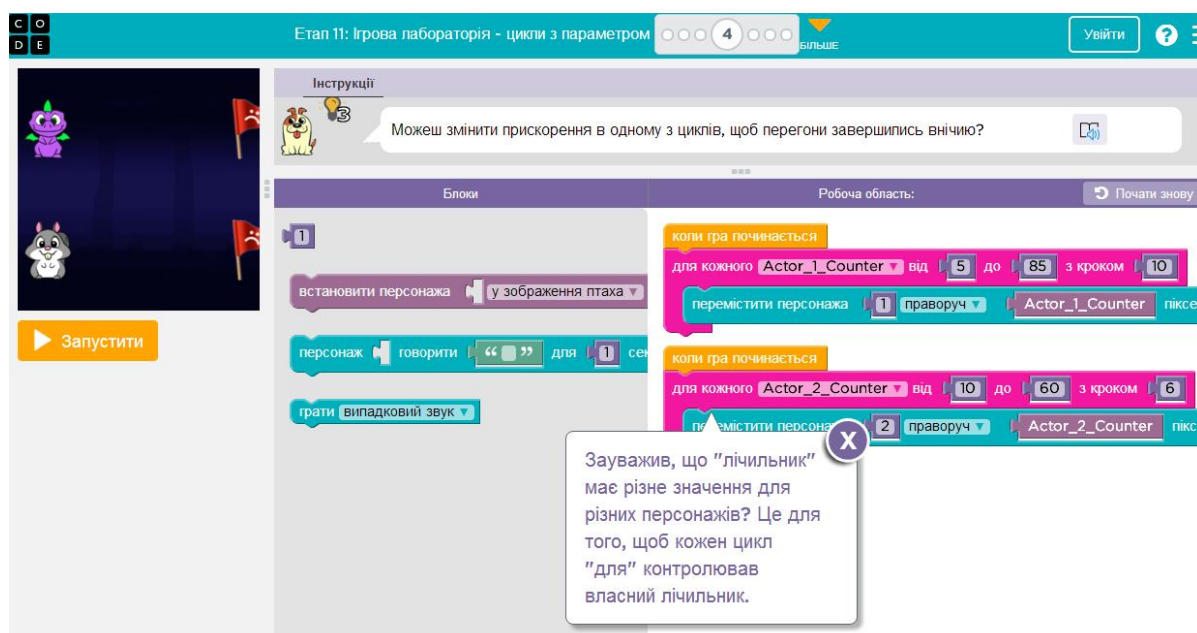 C O
D E
Етап 11: Ігрова лабораторія - цикли з параметром 4 БІЛЬШЕ Увійти ?
Інструкції
3
Можеш змінити прискорення в одному з циклів, щоб перегони завершились внічию?
Блоки
Робоча область:
Почати знову
1
встановити персонажа у зображення птаха
персонаж говорити “ ” для 1 сек
грати випадковий звук
Запустити
коли гра починається
для кожного Actor_1_Counter від 5 до 85 з кроком 10
перемістити персонажа 1 праворуч Actor_1_Counter піксе
коли гра починається
для кожного Actor_2_Counter від 10 до 60 з кроком 6
перемістити персонажа 2 праворуч Actor_2_Counter пікс
X
Зауважив, що "лічильник"
має різне значення для
різних персонажів? Це для
того, щоб кожен цикл
"для" контролював
власний лічильник.